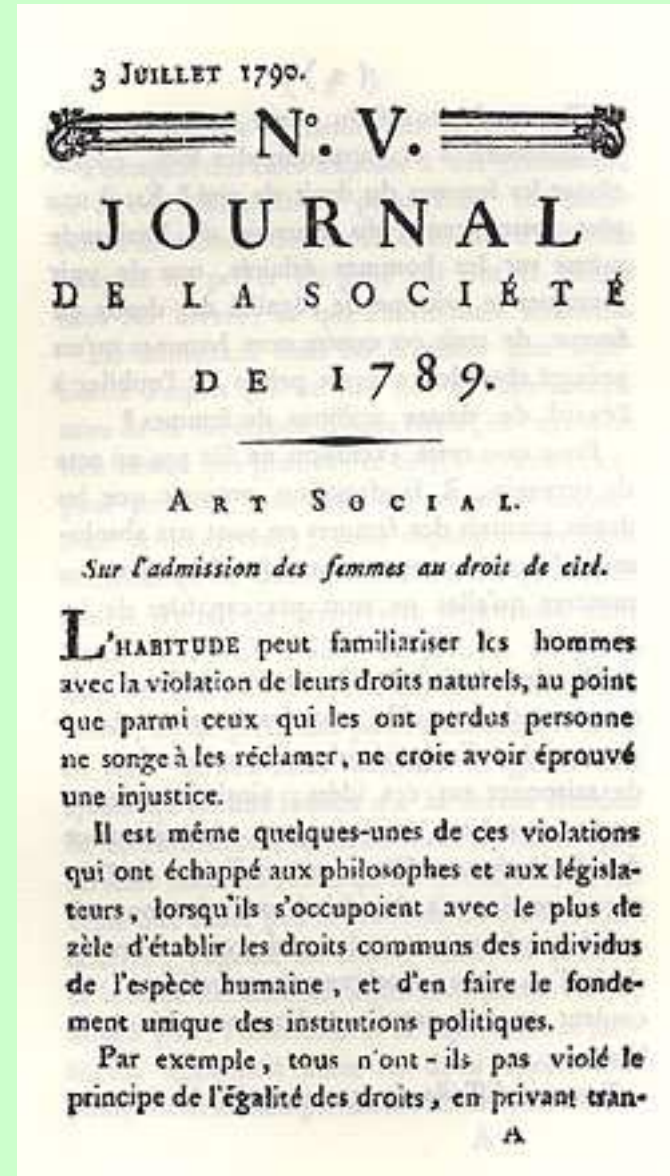 3 JUILLET 1790.
N°. V.
JOURNAL
DE LA SOCIÉTÉ
DE 1789.
ART SOCIAL.
Sur l'admission des femmes au droit de cité.
L'HABITUDE peut familiariser les hommes
avec la violation de leurs droits naturels, au point
que parmi ceux qui les ont perdus personne
ne songe à les réclamer, ne croie avoir éprouvé
une injustice.
Il est même quelques-unes de ces violations
qui ont échappé aux philosophes et aux législa-
teurs, lorsqu'ils s'occupoient avec le plus de
zèle d'établir les droits communs des individus
de l'espèce humaine, et d'en faire le fonde-
ment unique des institutions politiques.
Par exemple, tous n'ont-ils pas violé le
principe de l'égalité des droits, en privant tran-
A